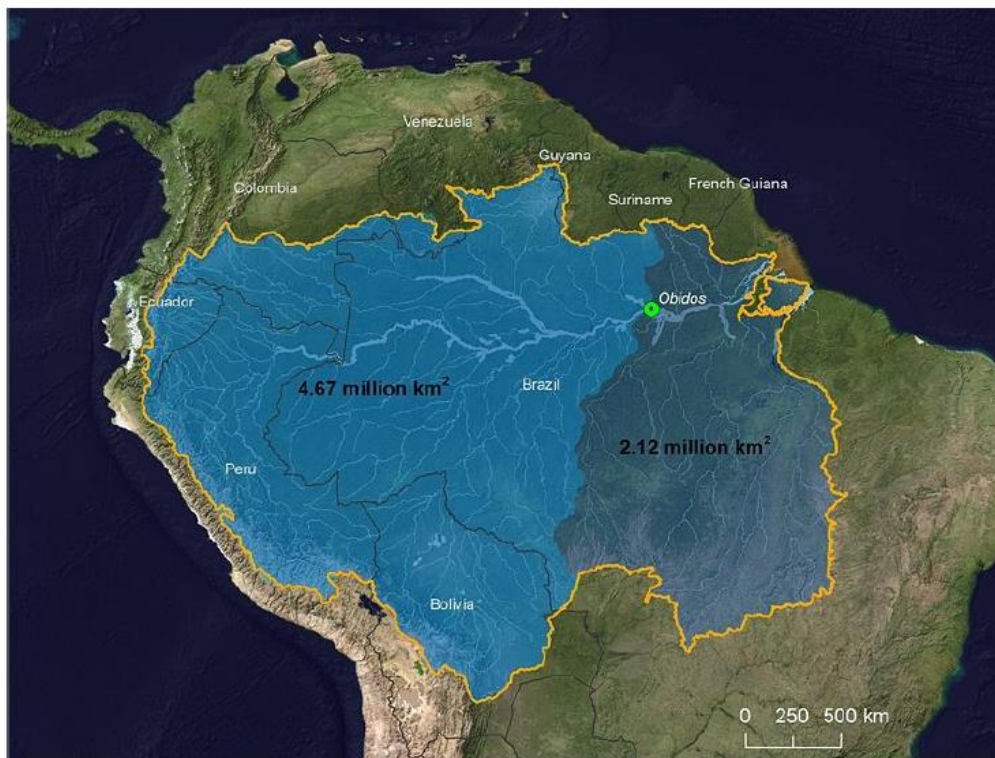 Venezuela
Guyana
Colombia
French Guiana
Suriname
Ecuador
Obidos
4.67 million km²
Brazil
2.12 million km²
Peru
Bolivia
0 250 500 km